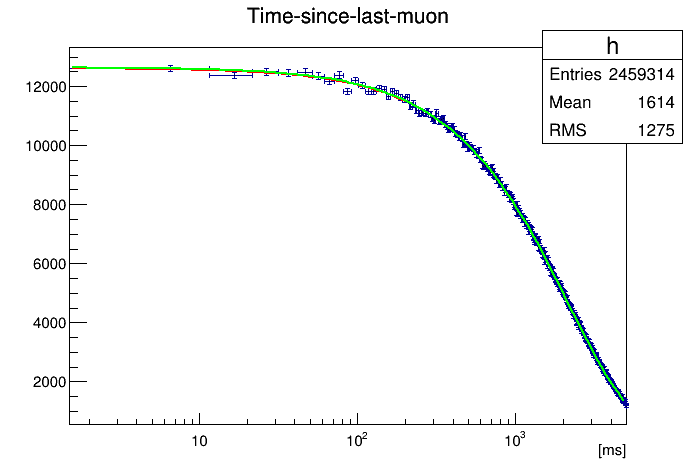 Time-since-last-muon
h
Entries 2459314
Mean 1614
RMS 1275
12000
10000
8000
6000
4000
2000
10 10² 10³
[ms]